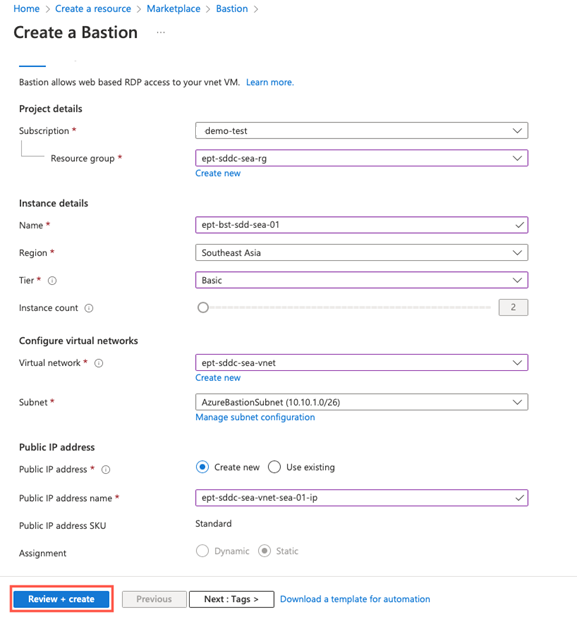 Home > Create a resource > Marketplace > Bastion >
Create a Bastion ...
Bastion allows web based RDP access to your vnet VM. Learn more.
Project details
Subscription * demo-test
Resource group * ept-sddc-sea-rg
Create new
Instance details
Name * ept-bst-sdd-sea-01
Region * Southeast Asia
Tier * Basic
Instance count 2
Configure virtual networks
Virtual network * ept-sddc-sea-vnet
Create new
Subnet * AzureBastionSubnet (10.10.1.0/26)
Manage subnet configuration
Public IP address
Public IP address * Create new Use existing
Public IP address name * ept-sddc-sea-vnet-sea-01-ip
Public IP address SKU Standard
Assignment Dynamic Static
Review + create Previous Next : Tags > Download a template for automation